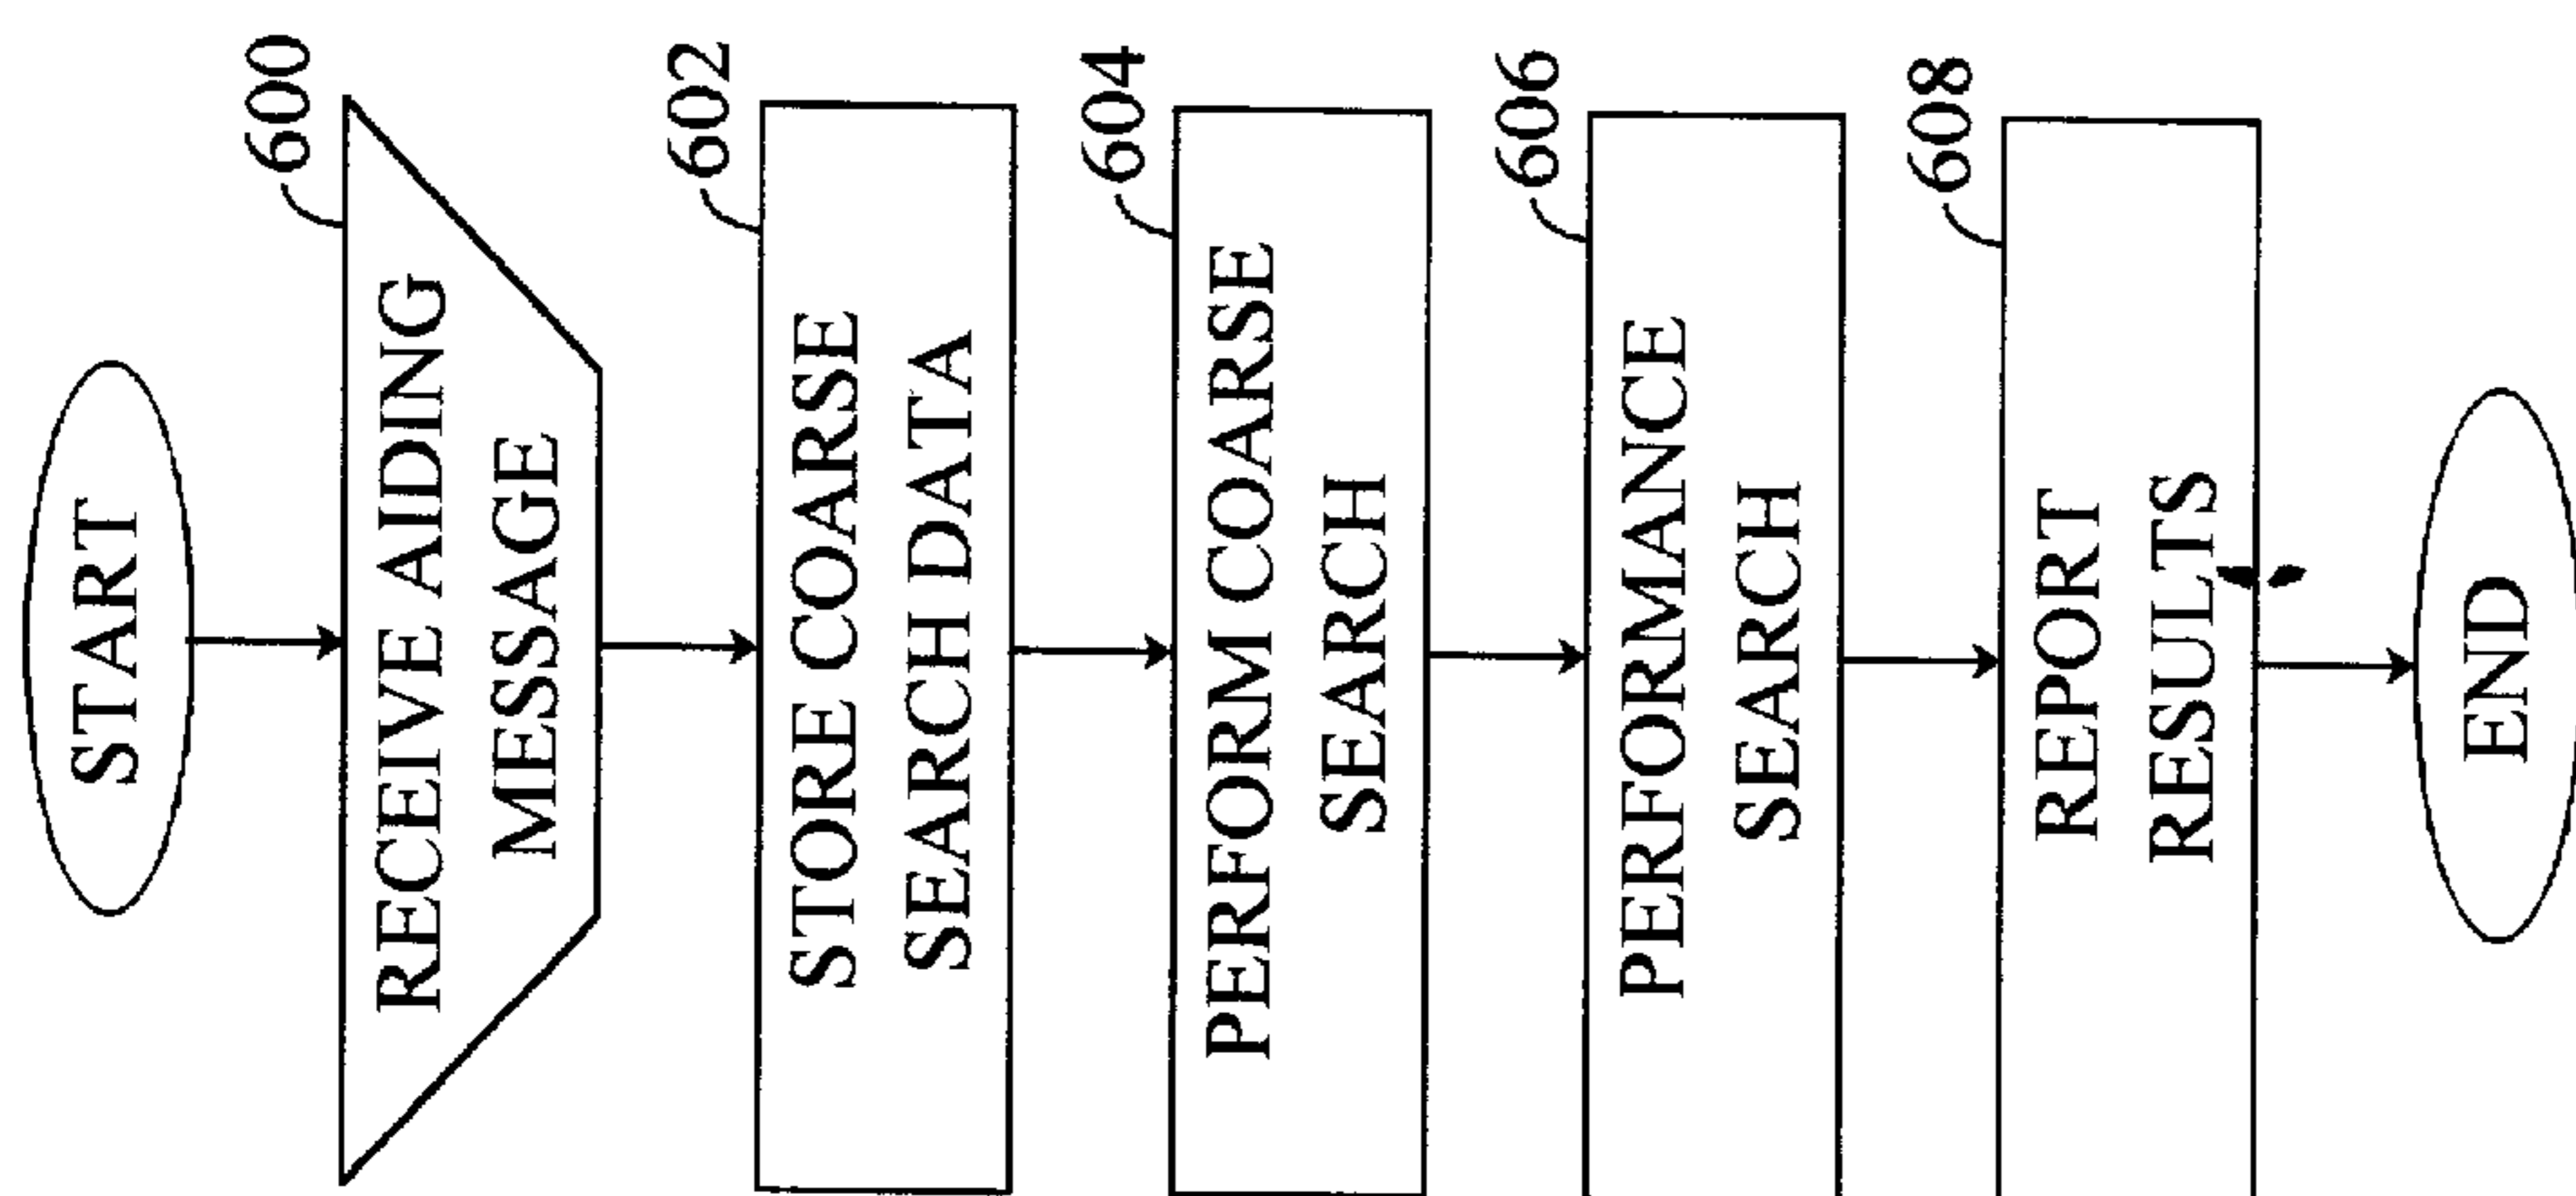 START
600
RECEIVE AIDING
MESSAGE
602
STORE COARSE
SEARCH DATA
604
PERFORM COARSE
SEARCH
606
PERFORMANCE
SEARCH
608
REPORT
RESULTS
END